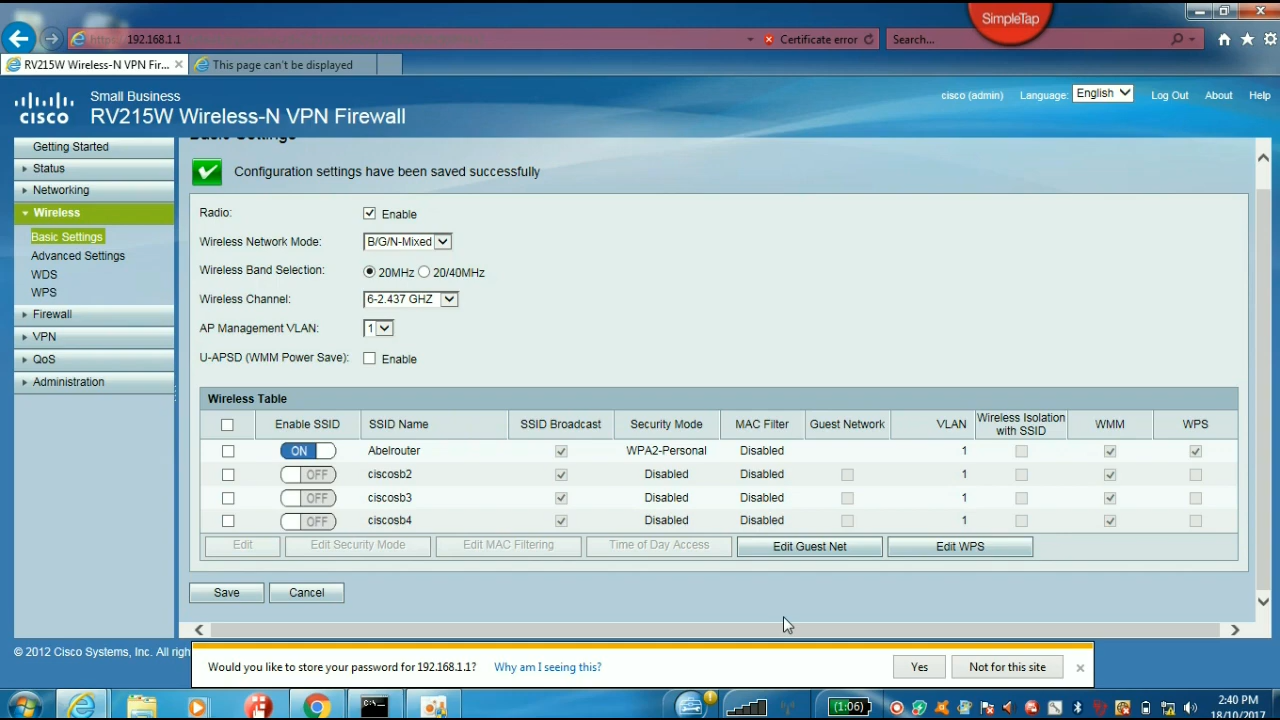 SimpleTap
https://192.168.1.1
Certificate error
Search...
RV215W Wireless-N VPN Fir...
This page can't be displayed
Small Business
cisco
RV215W Wireless-N VPN Firewall
cisco (admin)
Language:
English
Log Out
About
Help
Getting Started
Status
Networking
Wireless
Basic Settings
Advanced Settings
WDS
WPS
Firewall
VPN
QoS
Administration
Basic Settings
Configuration settings have been saved successfully
Radio:
Enable
Wireless Network Mode:
B/G/N-Mixed
Wireless Band Selection:
20MHz
20/40MHz
Wireless Channel:
6-2.437 GHZ
AP Management VLAN:
1
U-APSD (WMM Power Save):
Enable
Wireless Table
Enable SSID SSID Name SSID Broadcast Security Mode MAC Filter Guest Network VLAN Wireless Isolation with SSID WMM WPS
ON Abelrouter WPA2-Personal Disabled 1
OFF ciscosb2 Disabled Disabled 1
OFF ciscosb3 Disabled Disabled 1
OFF ciscosb4 Disabled Disabled 1
Edit
Edit Security Mode
Edit MAC Filtering
Time of Day Access
Edit Guest Net
Edit WPS
Save
Cancel
© 2012 Cisco Systems, Inc. All righ
Would you like to store your password for 192.168.1.1?
Why am I seeing this?
Yes
Not for this site
(1:06)
2:40 PM
18/10/2017